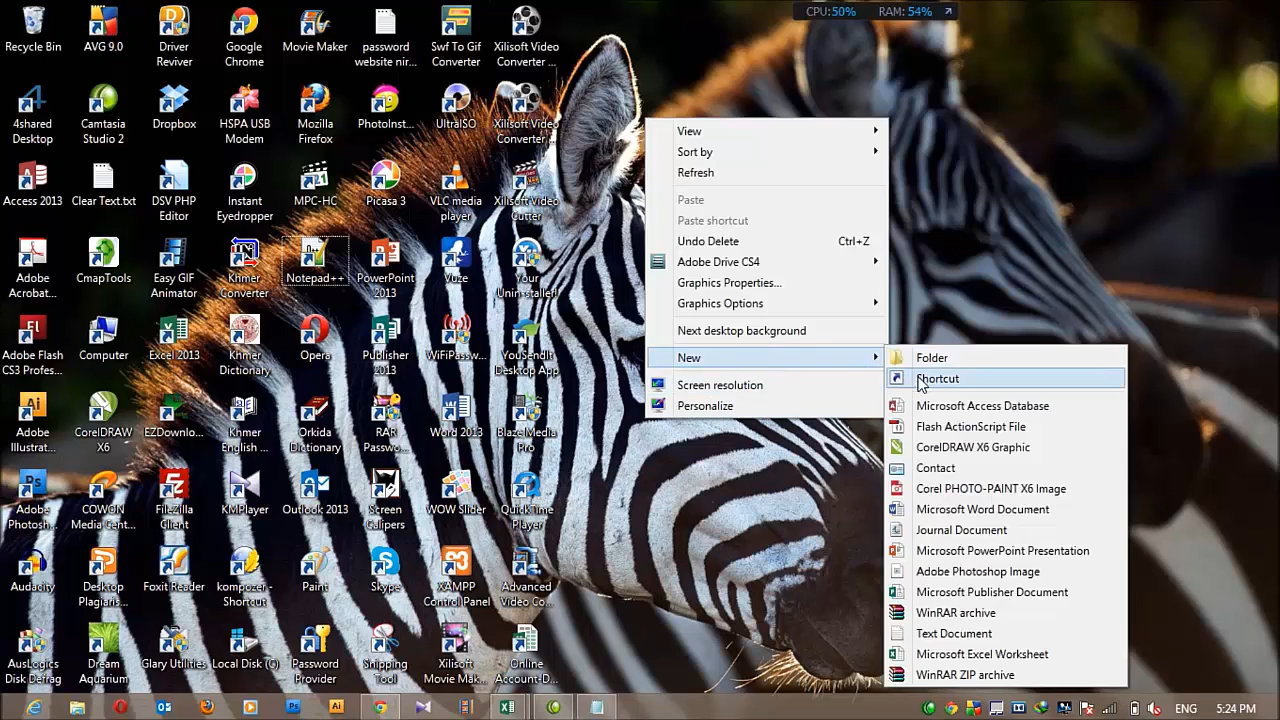 CPU:50% RAM: 54%
Recycle Bin
AVG 9.0
Driver
Reviver
Google
Chrome
Movie Maker
password
website nir...
Swf To Gif
Converter
Xilisoft Video
Converter ...
4shared
Desktop
Camtasia
Studio 2
Dropbox
HSPA USB
Modem
Mozilla
Firefox
PhotoInst...
UltraISO
Xilisoft Video
Converter ...
Access 2013
Clear Text.txt
DSV PHP
Editor
Instant
Eyedropper
MPC-HC
Picasa 3
VLC media
player
Xilisoft Video
Cutter
Adobe
Acrobat...
CmapTools
Easy GIF
Animator
Khmer
Converter
Notepad++
PowerPoint
2013
Vuze
Your
Unin-staller!
Adobe Flash
CS3 Profes...
Computer
Excel 2013
Khmer
Dictionary
Opera
Publisher
2013
WiFiPassw...
YouSendIt
Desktop App
Adobe
Illustrat...
CorelDRAW
X6
EZDownlo...
Khmer
English ...
Orkida
Dictionary
RAR
Passwo...
Word 2013
Blaze Media
Pro
Adobe
Photosh...
COWON
Media Cent...
FileZilla
Client
KMPlayer
Outlook 2013
Screen
Calipers
WOW Slider
QuickTime
Player
Audacity
Desktop
Plagiaris...
Foxit Reader
kompozer -
Shortcut
Paint
Skype
XAMPP
Control Panel
Advanced
Video Co...
AusLogics
Disk Defrag
Dream
Aquarium
Glary Utilities
Local Disk (C)
Password
Provider
Snipping
Tool
Xilisoft
Movie Mak...
Online
Account-D...
View
Sort by
Refresh
Paste
Paste shortcut
Undo Delete Ctrl+Z
Adobe Drive CS4
Graphics Properties...
Graphics Options
Next desktop background
New
Screen resolution
Personalize
Folder
Shortcut
Microsoft Access Database
Flash ActionScript File
CorelDRAW X6 Graphic
Contact
Corel PHOTO-PAINT X6 Image
Microsoft Word Document
Journal Document
Microsoft PowerPoint Presentation
Adobe Photoshop Image
Microsoft Publisher Document
WinRAR archive
Text Document
Microsoft Excel Worksheet
WinRAR ZIP archive
ENG 5:24 PM